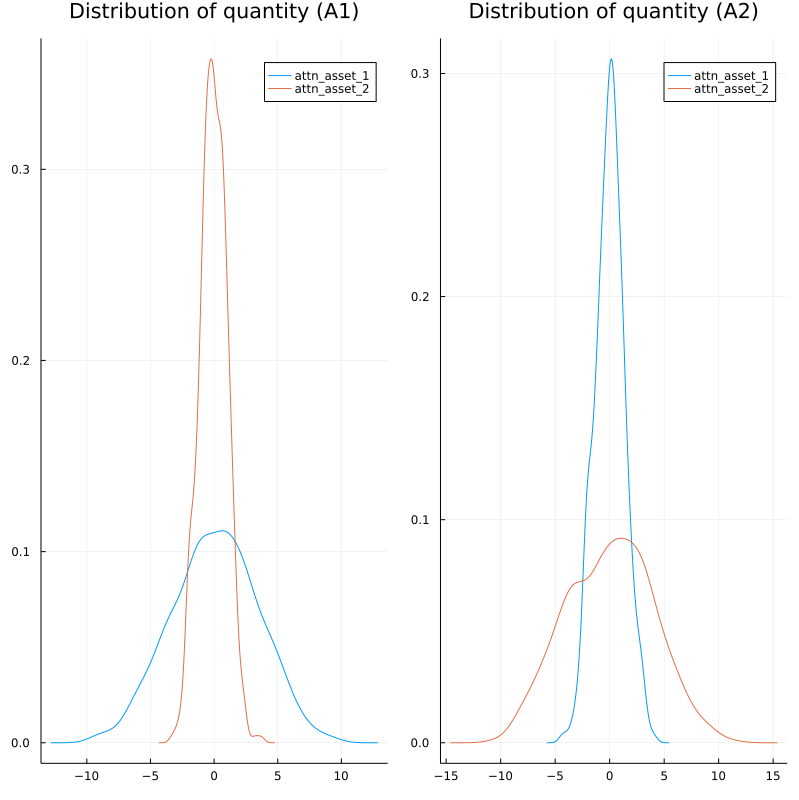 Distribution of quantity (A1)
attn_asset_1
attn_asset_2
0.3
0.2
0.1
0.0
−10 −5 0 5 10
Distribution of quantity (A2)
attn_asset_1
attn_asset_2
0.3
0.2
0.1
0.0
−15 −10 −5 0 5 10 15